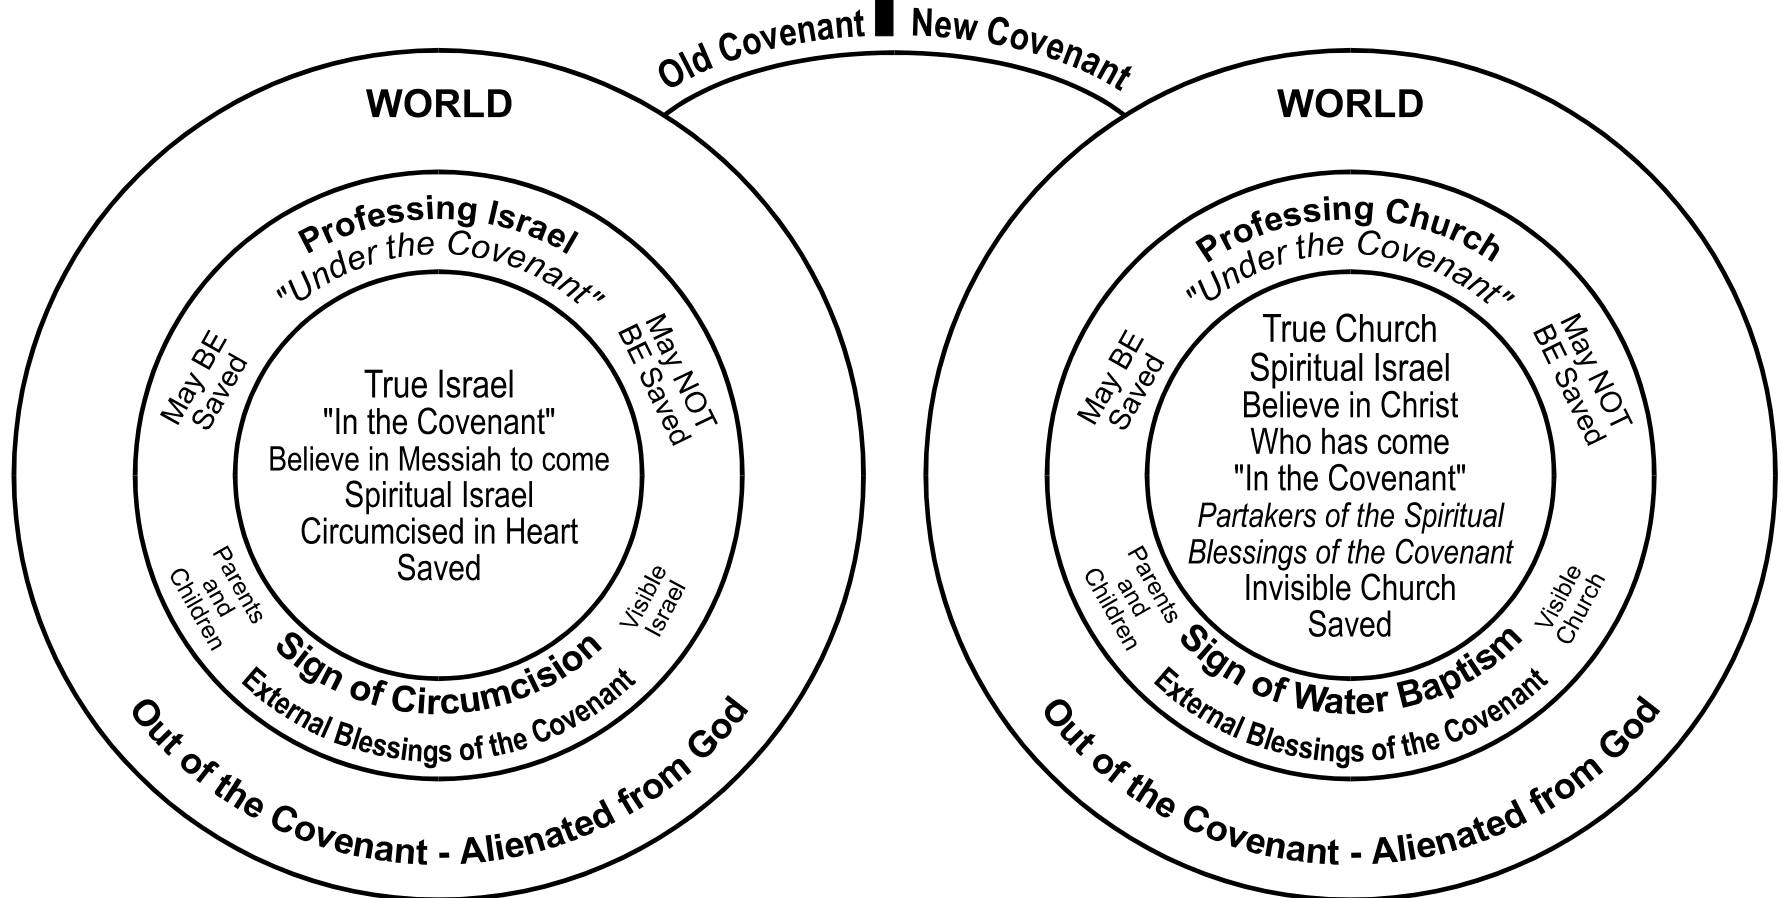 Old Covenant
New Covenant
WORLD
Professing Israel
"Under the Covenant"
May BE
Saved
May NOT
BE Saved
True Israel
"In the Covenant"
Believe in Messiah to come
Spiritual Israel
Circumcised in Heart
Saved
Parents
and
Children
Visible
Israel
Sign of Circumcision
External Blessings of the Covenant
Out of the Covenant - Alienated from God
WORLD
Professing Church
"Under the Covenant"
May BE
Saved
May NOT
BE Saved
True Church
Spiritual Israel
Believe in Christ
Who has come
"In the Covenant"
Partakers of the Spiritual
Blessings of the Covenant
Invisible Church
Saved
Parents
and
Children
Visible
Church
Sign of Water Baptism
External Blessings of the Covenant
Out of the Covenant - Alienated from God